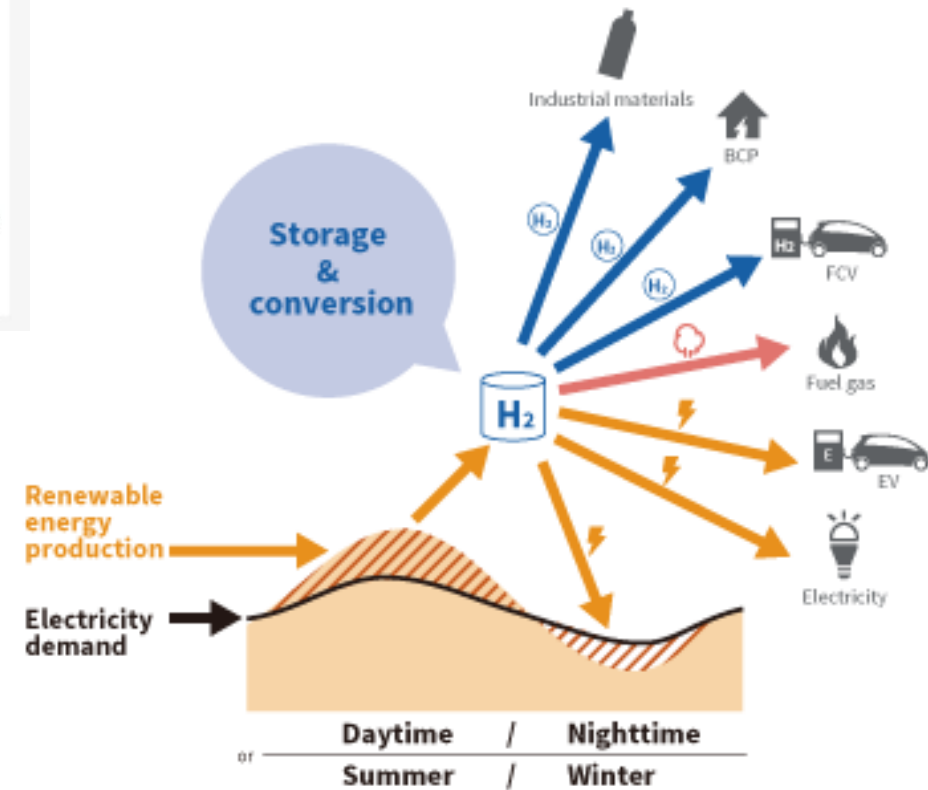 Industrial materials
BCP
Storage
&
conversion
H₂
H₂
H₂
H₂
FCV
Fuel gas
H₂
E
EV
Renewable
energy
production
Electricity
Electricity
demand
Daytime / Nighttime
or
Summer / Winter